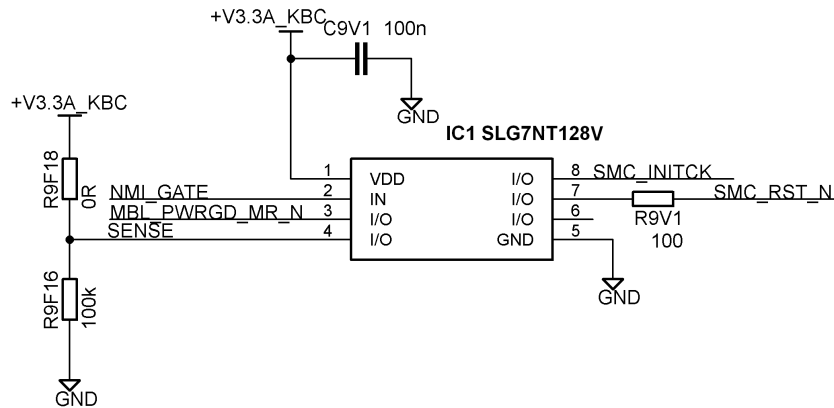 +V3.3A_KBC
C9V1 100n
+V3.3A_KBC
GND
IC1 SLG7NT128V
R9F18
0R
1 VDD I/O 8 SMC_INITCK
NMI_GATE 2 IN I/O 7 SMC_RST_N
MBL_PWRGD_MR_N 3 I/O I/O 6 R9V1
SENSE 4 I/O GND 5 100
R9F16
100k
GND
GND